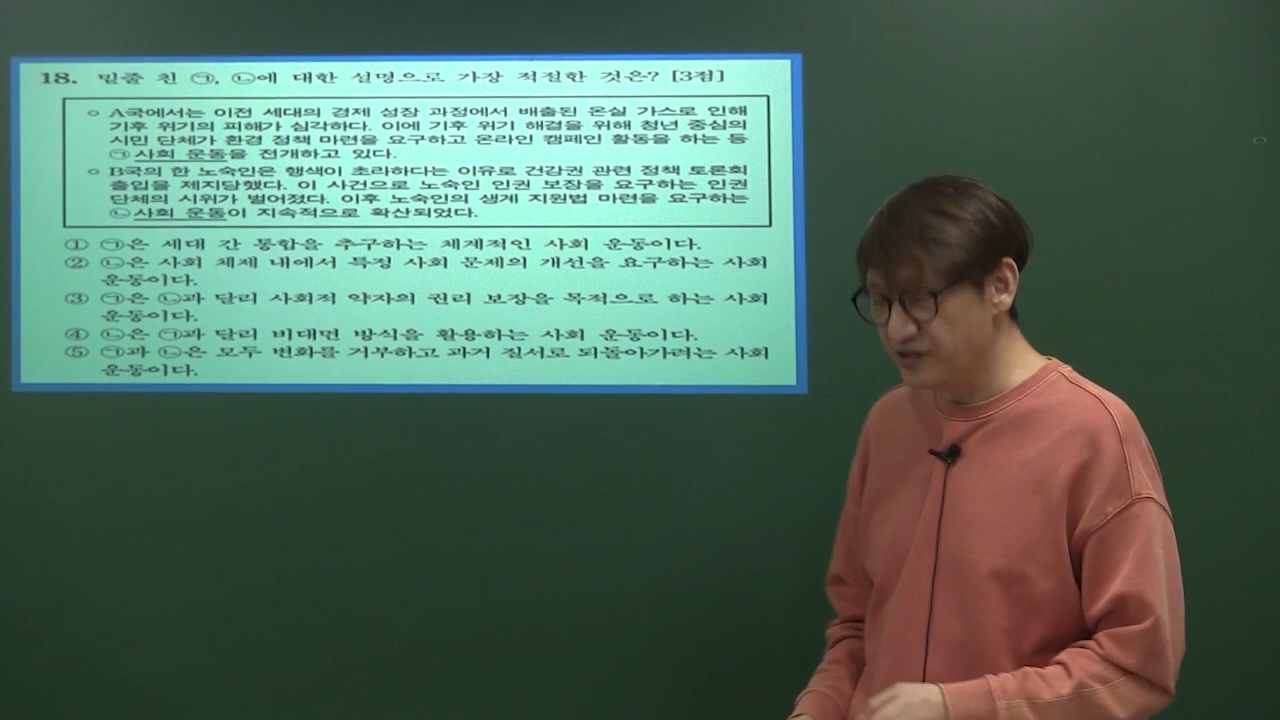 18. 밑줄 친 ㉠, ㉡에 대한 설명으로 가장 적절한 것은? [3점]
○ A국에서는 이전 세대의 경제 성장 과정에서 배출된 온실 가스로 인해
기후 위기의 피해가 심각하다. 이에 기후 위기 해결을 위해 청년 중심의
시민 단체가 환경 정책 마련을 요구하고 온라인 캠페인 활동을 하는 등
㉠ 사회 운동을 전개하고 있다.
○ B국의 한 노숙인은 행색이 초라하다는 이유로 건강권 관련 정책 토론회
출입을 제지당했다. 이 사건으로 노숙인 인권 보장을 요구하는 인권
단체의 시위가 벌어졌다. 이후 노숙인의 생계 지원법 마련을 요구하는
㉡ 사회 운동이 지속적으로 확산되었다.
① ㉠은 세대 간 통합을 추구하는 체제적인 사회 운동이다.
② ㉡은 사회 체제 내에서 특정 사회 문제의 개선을 요구하는 사회
운동이다.
③ ㉠은 ㉡과 달리 사회적 약자의 권리 보장을 목적으로 하는 사회
운동이다.
④ ㉡은 ㉠과 달리 비대면 방식을 활용하는 사회 운동이다.
⑤ ㉠과 ㉡은 모두 변화를 거부하고 과거 질서로 되돌아가려는 사회
운동이다.